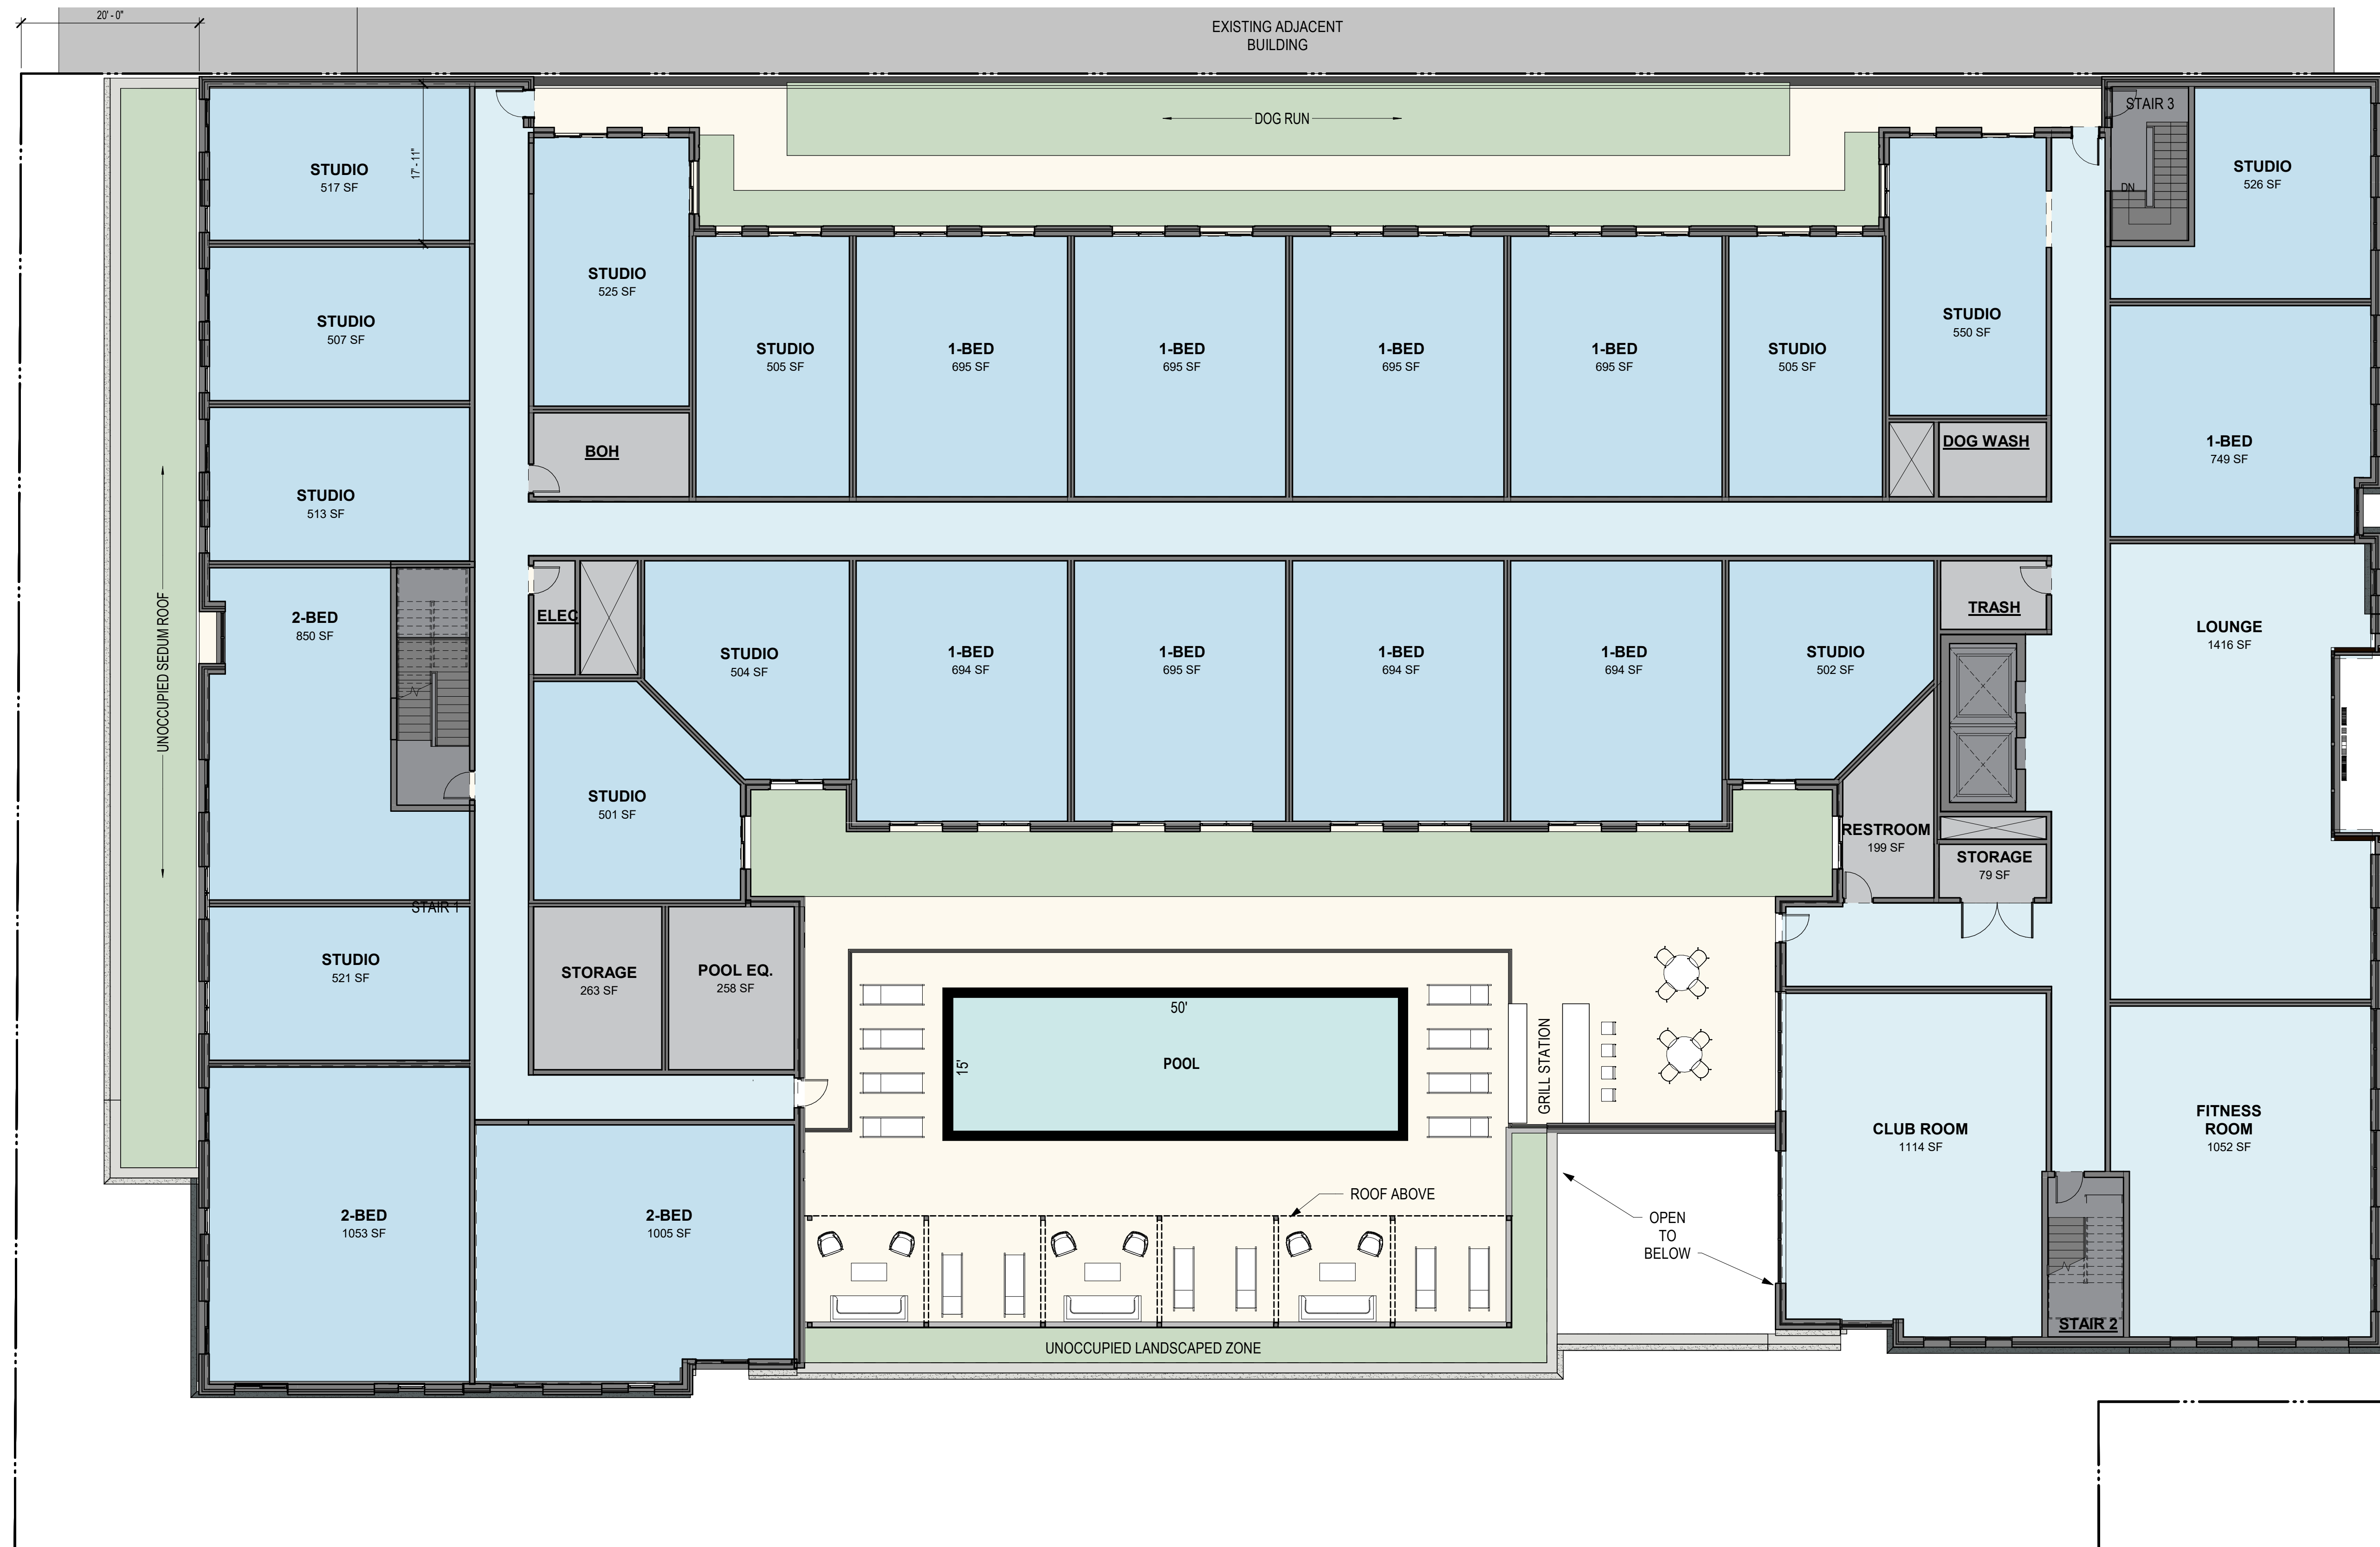 20' - 0"
EXISTING ADJACENT
BUILDING
DOG RUN
STAIR 3
DN
STUDIO
526 SF
STUDIO
517 SF
17' - 11"
STUDIO
525 SF
STUDIO
507 SF
STUDIO
550 SF
STUDIO
505 SF
1-BED
695 SF
1-BED
695 SF
1-BED
695 SF
1-BED
695 SF
STUDIO
505 SF
BOH
DOG WASH
1-BED
749 SF
STUDIO
513 SF
UNOCCUPIED SEDUM ROOF
2-BED
850 SF
ELEC
STUDIO
504 SF
1-BED
694 SF
1-BED
695 SF
1-BED
694 SF
1-BED
694 SF
STUDIO
502 SF
TRASH
LOUNGE
1416 SF
STUDIO
501 SF
RESTROOM
199 SF
STORAGE
79 SF
STAIR 1
STUDIO
521 SF
STORAGE
263 SF
POOL EQ.
258 SF
50'
15'
POOL
GRILL STATION
CLUB ROOM
1114 SF
FITNESS
ROOM
1052 SF
2-BED
1053 SF
2-BED
1005 SF
ROOF ABOVE
OPEN
TO
BELOW
STAIR 2
UNOCCUPIED LANDSCAPED ZONE